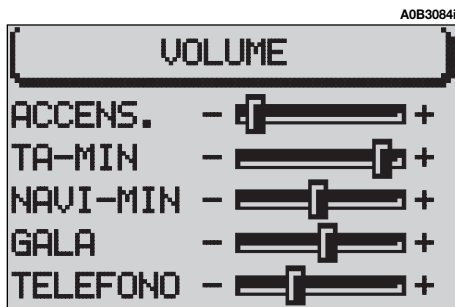 A0B3084i
VOLUME
ACCENS. - +
TA-MIN - +
NAVI-MIN - +
GALA - +
TELEFONO - +